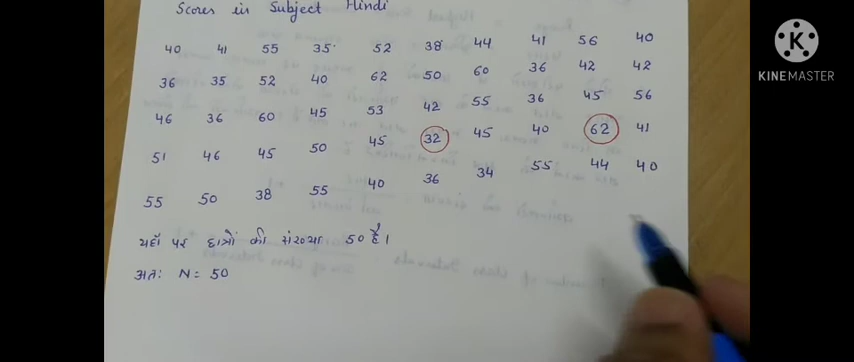 Scores in Subject Hindi
40 41 55 35 52 38 44 41 56 40
36 35 52 40 62 50 60 36 42 42
46 36 60 45 53 42 55 36 45 56
51 46 45 50 45 32 45 40 62 41
55 50 38 55 40 36 34 55 44 40
यहाँ पर छात्रों की संख्या 50 है।
अतः N = 50
K
KINEMASTER